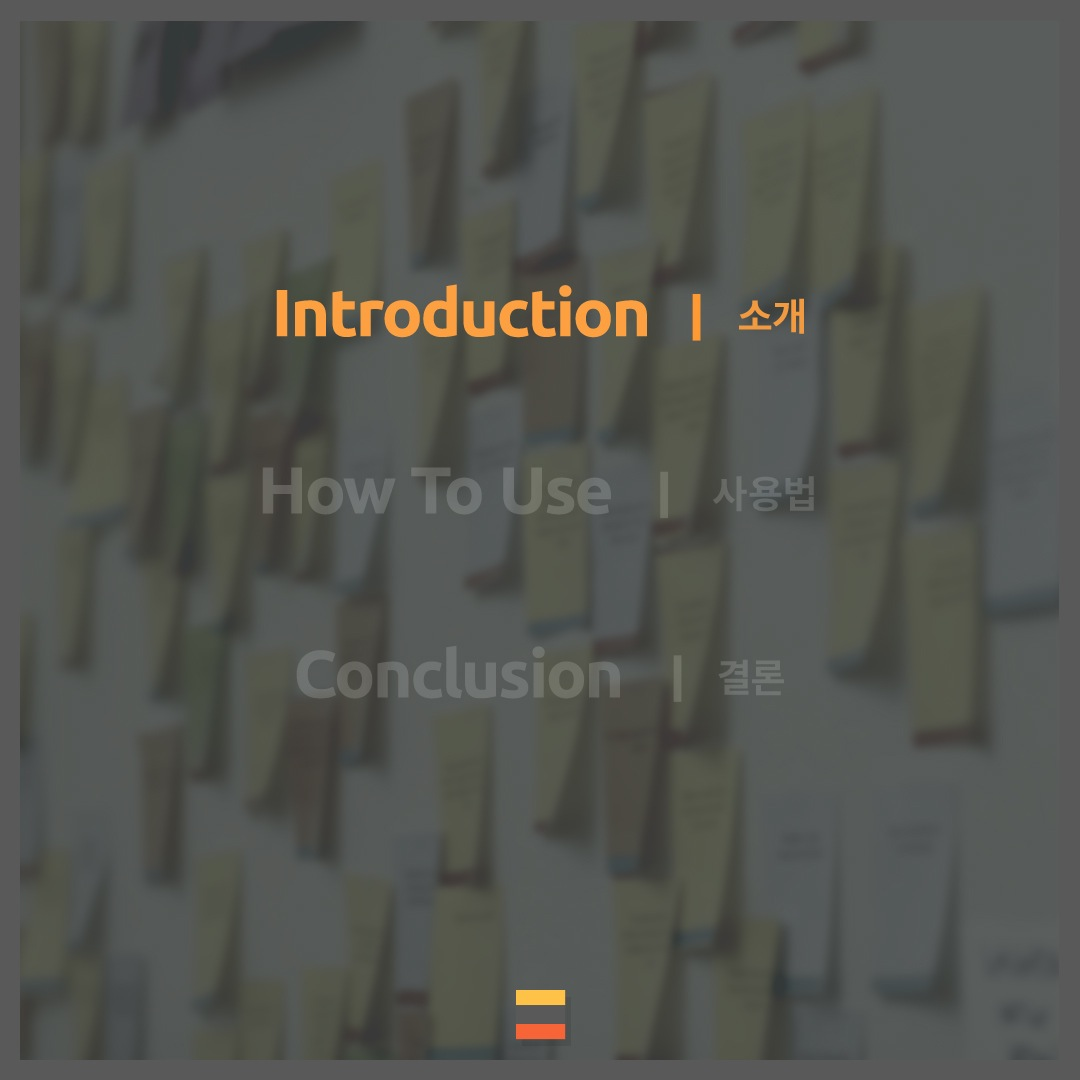 Introduction | 소개
How To Use | 사용법
Conclusion | 결론